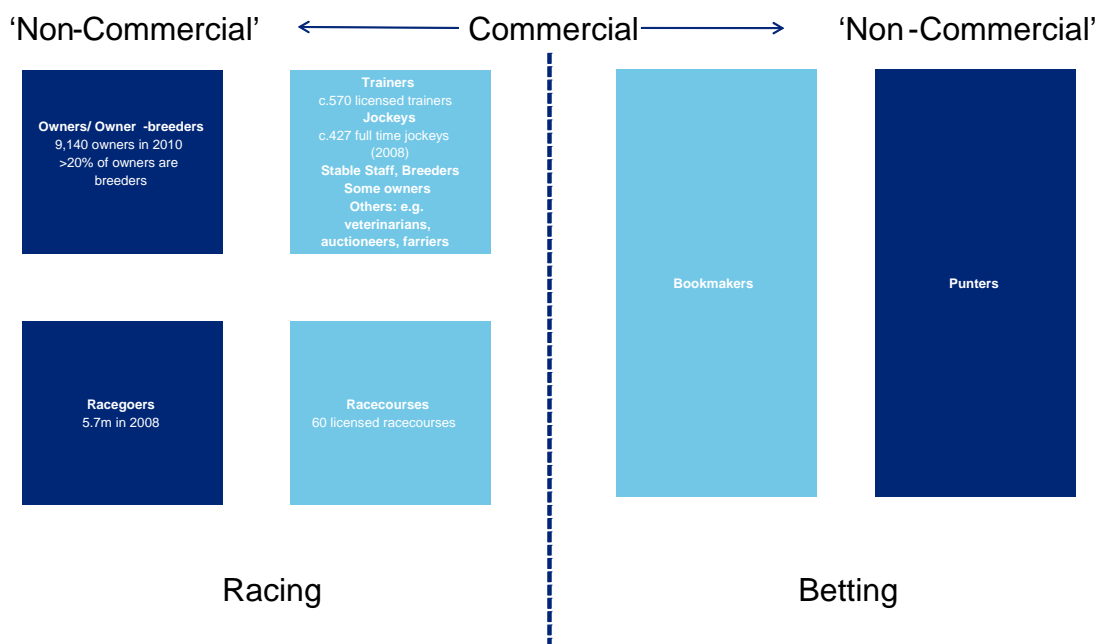 ‘Non-Commercial’
Commercial
‘Non-Commercial’
Owners/ Owner -breeders
9,140 owners in 2010
>20% of owners are
breeders
Trainers
c.570 licensed trainers
Jockeys
c.427 full time jockeys
(2008)
Stable Staff, Breeders
Some owners
Others: e.g.
veterinarians,
auctioneers, farriers
Bookmakers
Punters
Racegoers
5.7m in 2008
Racecourses
60 licensed racecourses
Racing
Betting